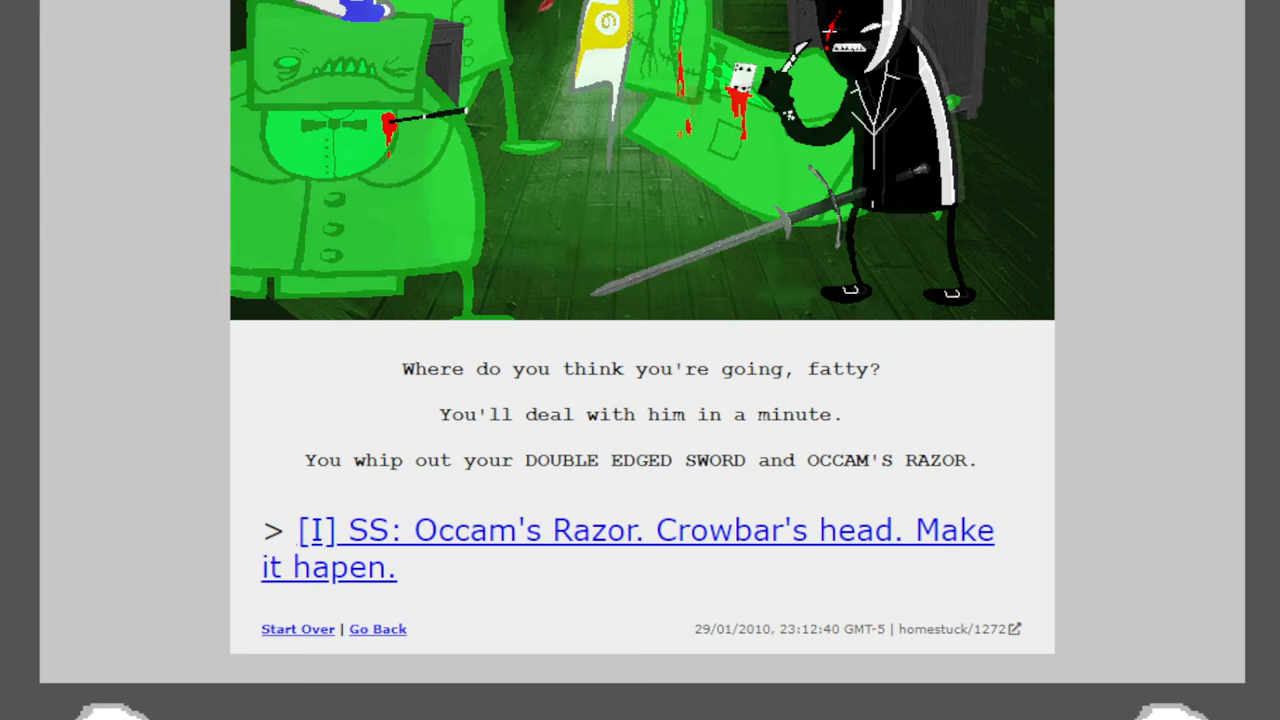 Where do you think you're going, fatty?
You'll deal with him in a minute.
You whip out your DOUBLE EDGED SWORD and OCCAM'S RAZOR.
> [I] SS: Occam's Razor. Crowbar's head. Make
it hapen.
Start Over | Go Back
29/01/2010, 23:12:40 GMT-5 | homestuck/1272